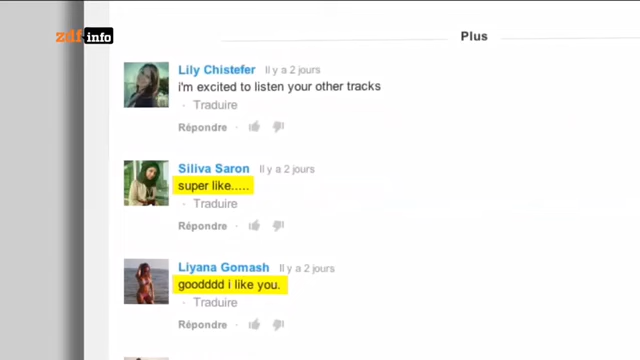 zdf info
Plus
Lily Chistefer Il y a 2 jours
i'm excited to listen your other tracks
· Traduire
Répondre ·
Siliva Saron Il y a 2 jours
super like.....
· Traduire
Répondre ·
Liyana Gomash Il y a 2 jours
goodddd i like you.
· Traduire
Répondre ·